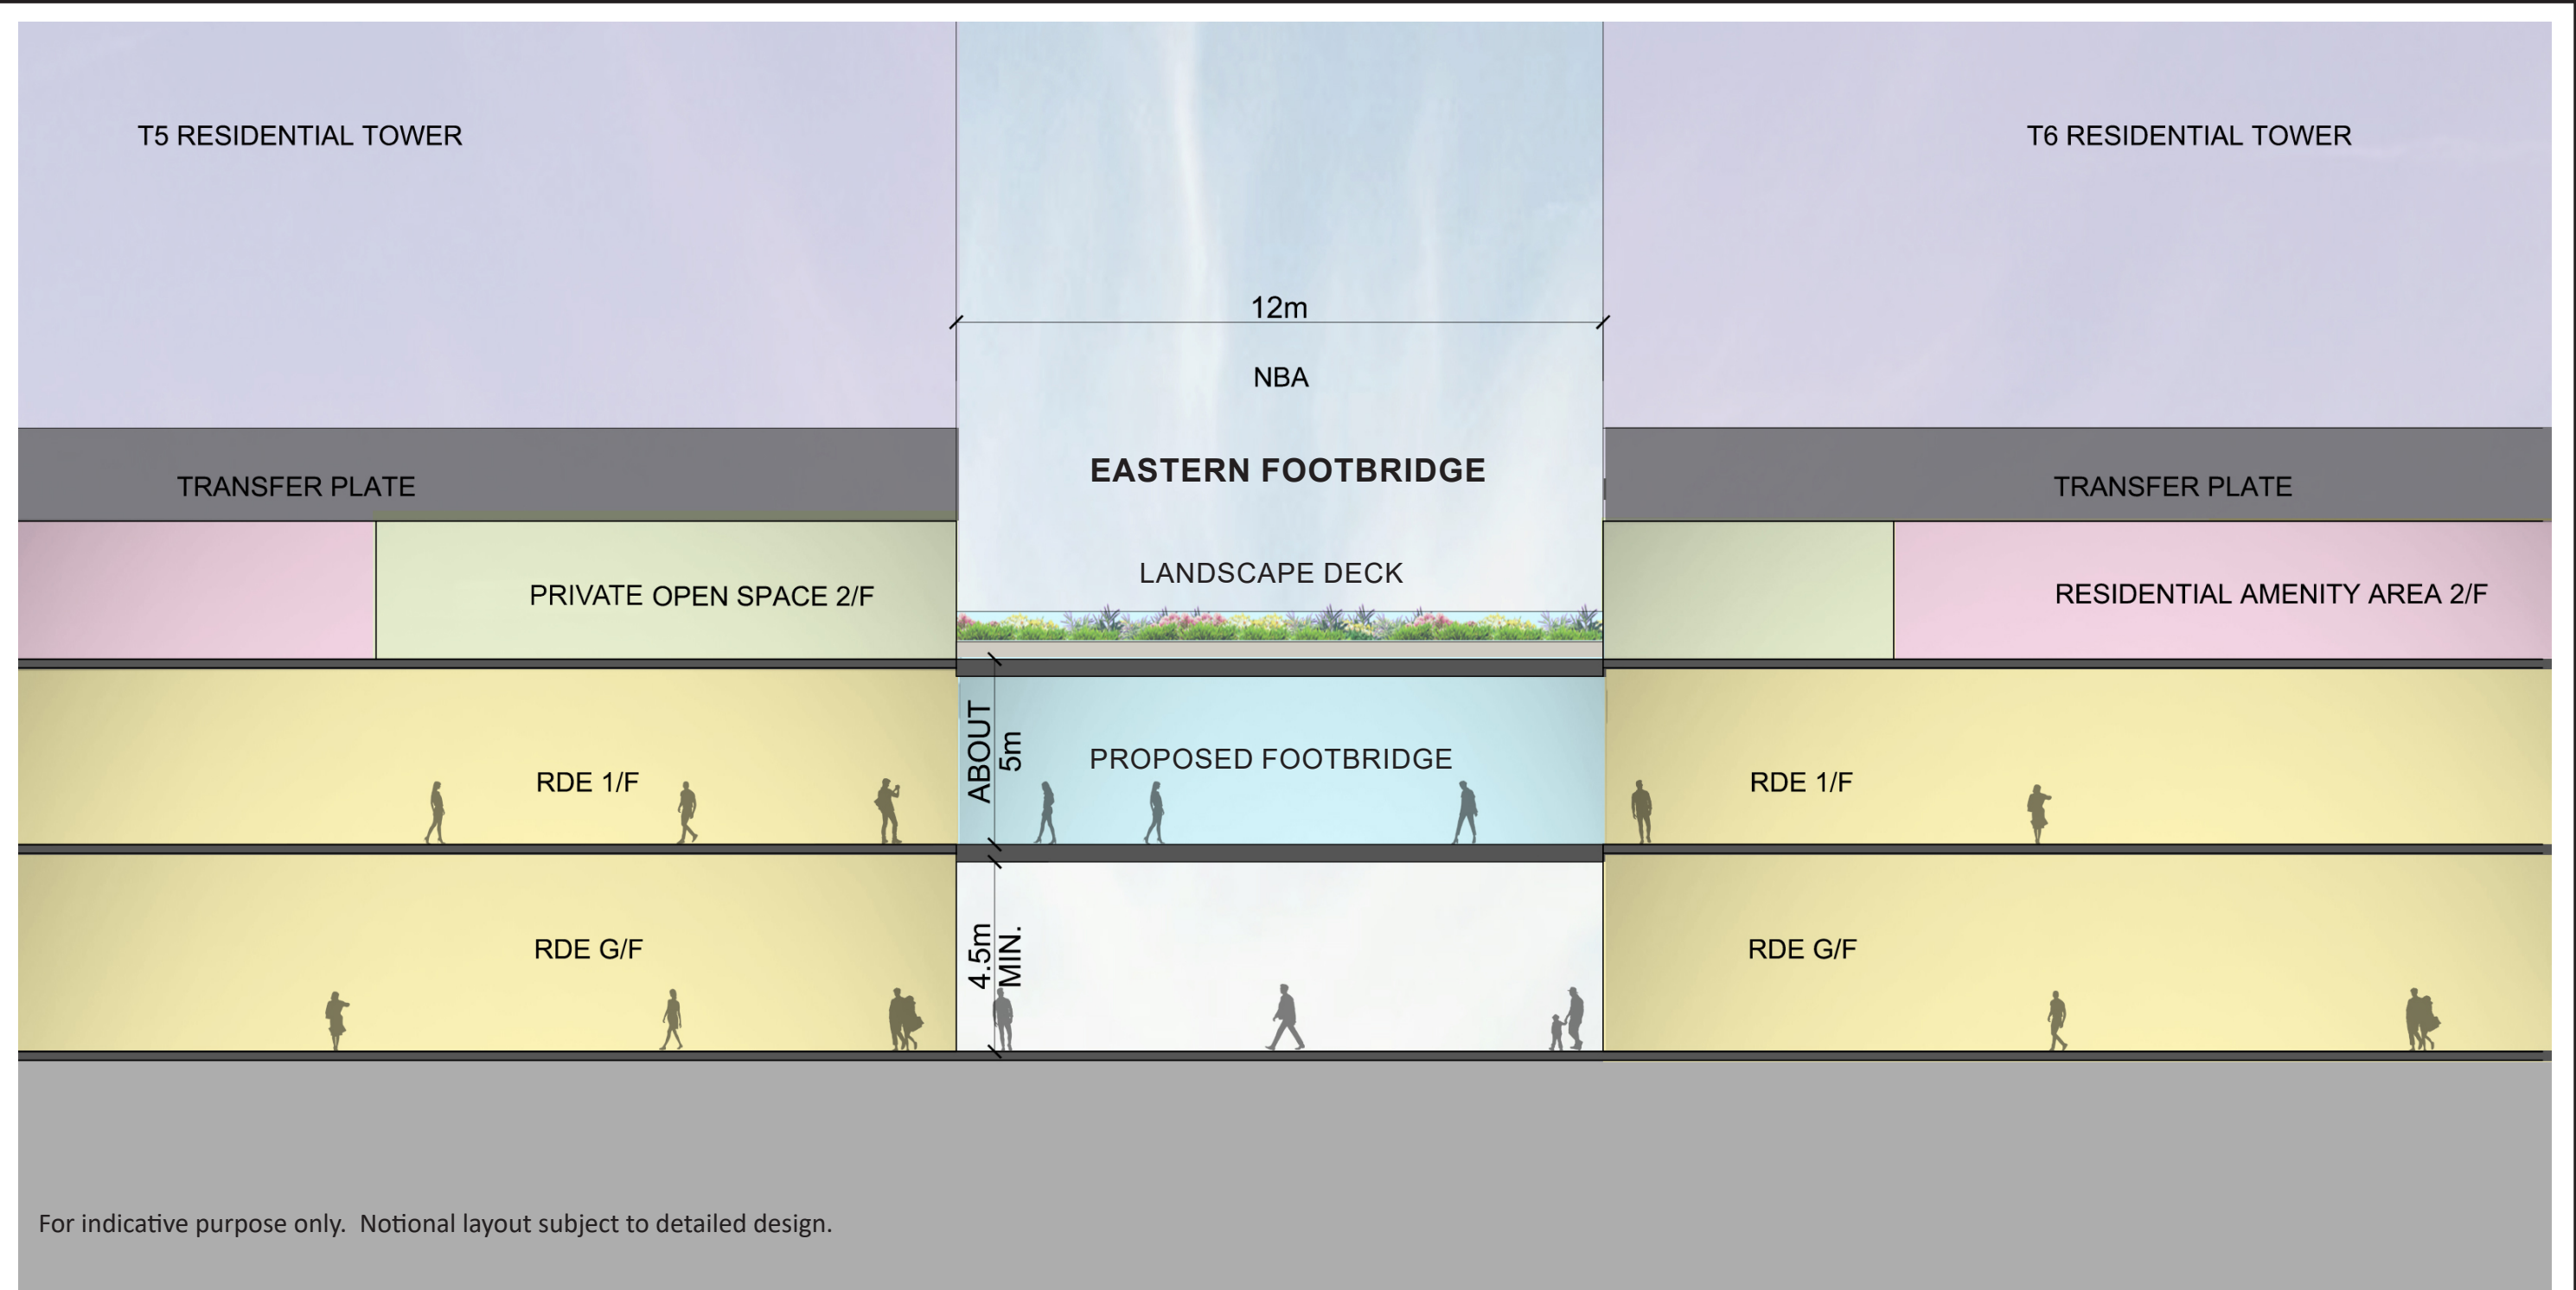 T5 RESIDENTIAL TOWER
T6 RESIDENTIAL TOWER
12m
NBA
EASTERN FOOTBRIDGE
TRANSFER PLATE
TRANSFER PLATE
LANDSCAPE DECK
PRIVATE OPEN SPACE 2/F
RESIDENTIAL AMENITY AREA 2/F
ABOUT
5m
PROPOSED FOOTBRIDGE
RDE 1/F
RDE 1/F
4.5m
MIN.
RDE G/F
RDE G/F
For indicative purpose only.  Notional layout subject to detailed design.